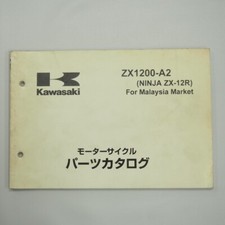 Kawasaki
ZX1200-A2
(NINJA ZX-12R)
For Malaysia Market
モーターサイクル
パーツカタログ